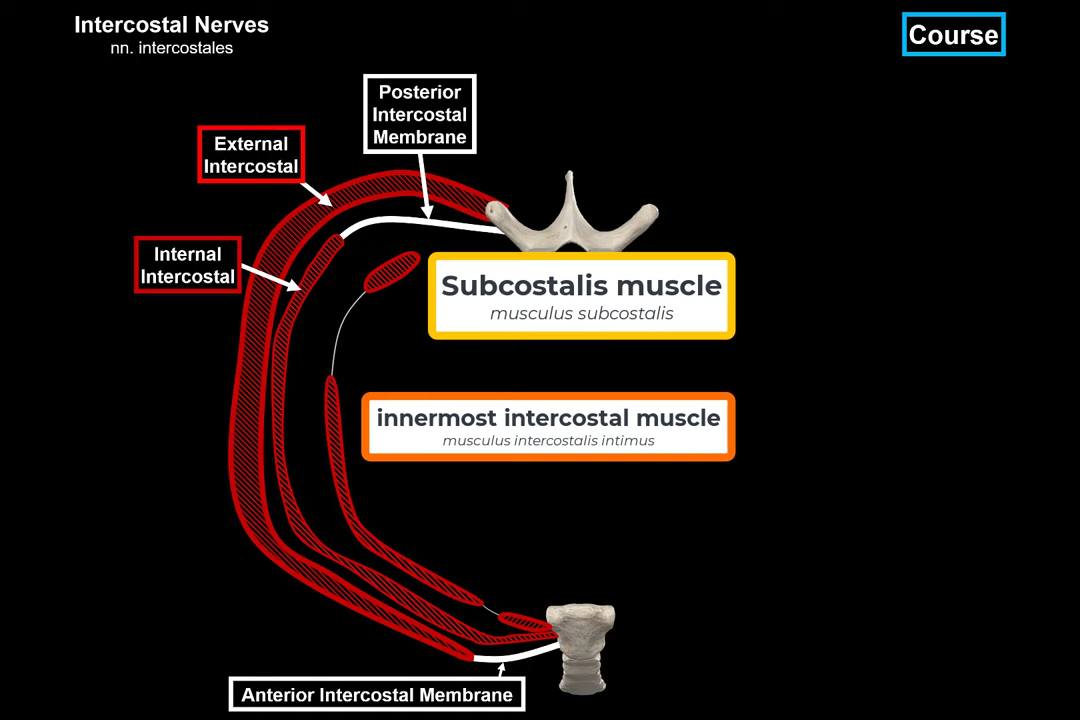 Intercostal Nerves
nn. intercostales
Course
Posterior
Intercostal
Membrane
External
Intercostal
Internal
Intercostal
Subcostalis muscle
musculus subcostalis
innermost intercostal muscle
musculus intercostalis intimus
Anterior Intercostal Membrane